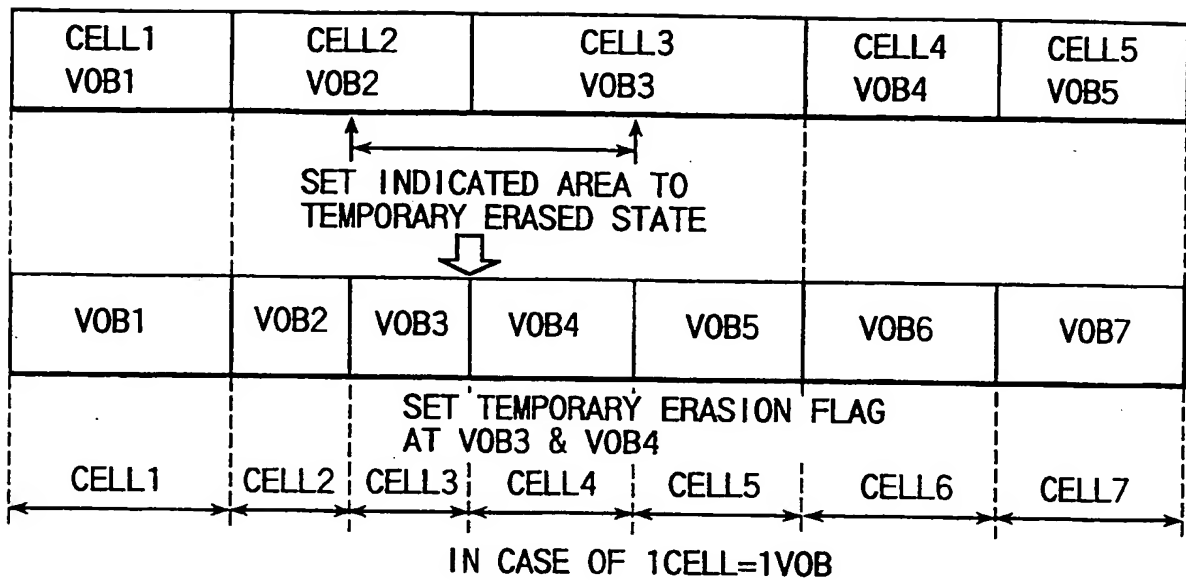 CELL1 CELL2 CELL3 CELL4 CELL5
VOB1 VOB2 VOB3 VOB4 VOB5
SET INDICATED AREA TO
TEMPORARY ERASED STATE
VOB1 VOB2 VOB3 VOB4 VOB5 VOB6 VOB7
SET TEMPORARY ERASION FLAG
AT VOB3 & VOB4
CELL1 CELL2 CELL3 CELL4 CELL5 CELL6 CELL7
IN CASE OF 1CELL=1VOB